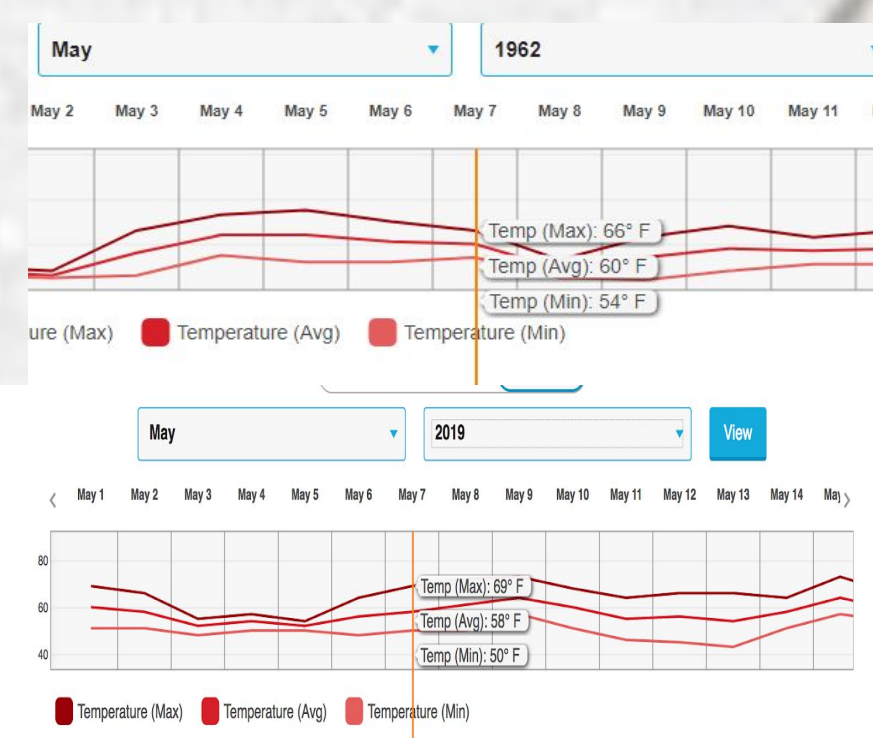 May 1962
May 2 May 3 May 4 May 5 May 6 May 7 May 8 May 9 May 10 May 11
Temp (Max): 66° F
Temp (Avg): 60° F
Temp (Min): 54° F
ure (Max) Temperature (Avg) Temperature (Min)
May 2019 View
May 1 May 2 May 3 May 4 May 5 May 6 May 7 May 8 May 9 May 10 May 11 May 12 May 13 May 14 May
80
Temp (Max): 69° F
60
Temp (Avg): 58° F
40
Temp (Min): 50° F
Temperature (Max) Temperature (Avg) Temperature (Min)